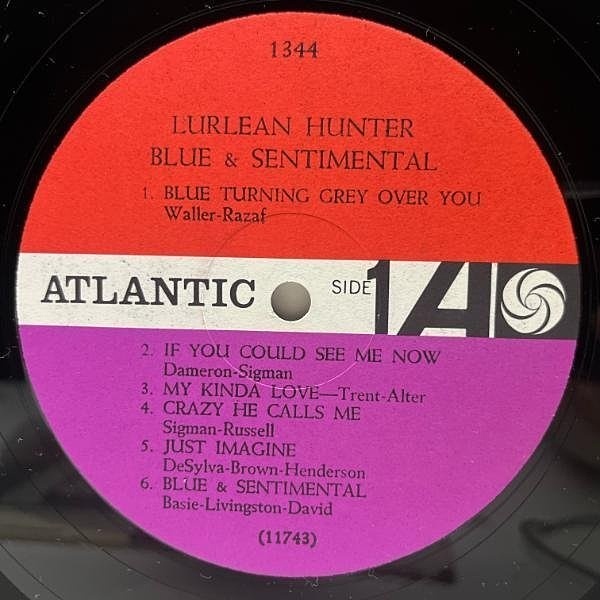 1344
LURLEAN HUNTER
BLUE & SENTIMENTAL
1. BLUE TURNING GREY OVER YOU
Waller-Razaf
ATLANTIC SIDE 1 A
2. IF YOU COULD SEE ME NOW
Dameron-Sigman
3. MY KINDA LOVE—Trent-Alter
4. CRAZY HE CALLS ME
Sigman-Russell
5. JUST IMAGINE
DeSylva-Brown-Henderson
6. BLUE & SENTIMENTAL
Basie-Livingston-David
(11743)